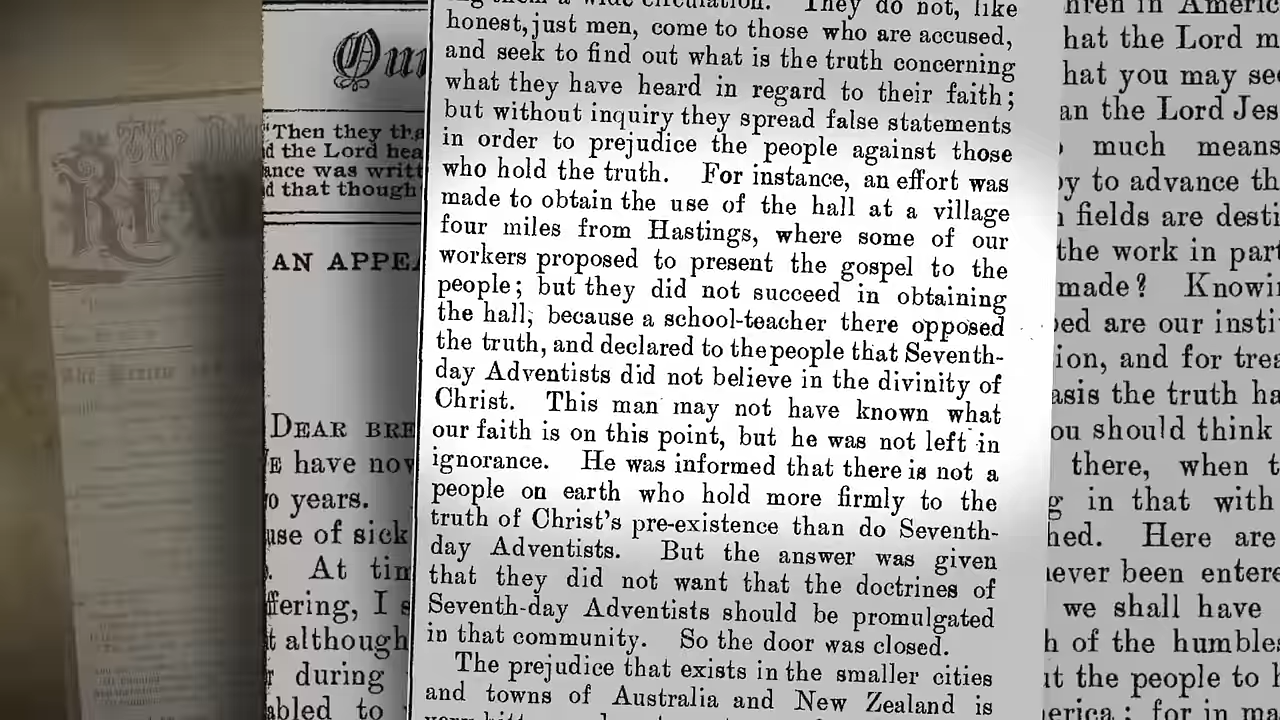 The
Our
"Then they tha
d the Lord hea
ance was writt
d that though
AN APPEA
DEAR BRE
E have now
o years.
use of sick
. At tim
ffering, I s
t although
r during
abled to
circulation. They do not, like
honest, just men, come to those who are accused,
and seek to find out what is the truth concerning
what they have heard in regard to their faith;
but without inquiry they spread false statements
in order to prejudice the people against those
who hold the truth. For instance, an effort was
made to obtain the use of the hall at a village
four miles from Hastings, where some of our
workers proposed to present the gospel to the
people; but they did not succeed in obtaining
the hall, because a school-teacher there opposed
the truth, and declared to the people that Seventh-
day Adventists did not believe in the divinity of
Christ. This man may not have known what
our faith is on this point, but he was not left in
ignorance. He was informed that there is not a
people on earth who hold more firmly to the
truth of Christ's pre-existence than do Seventh-
day Adventists. But the answer was given
that they did not want that the doctrines of
Seventh-day Adventists should be promulgated
in that community. So the door was closed.
The prejudice that exists in the smaller cities
and towns of Australia and New Zealand is
hren in Americ
hat the Lord m
hat you may see
an the Lord Jes
much means
by to advance th
fields are desti
the work in part
made? Knowin
ed are our insti
ion, and for trea
asis the truth ha
ou should think
there, when t
g in that with
hed. Here are
never been entere
we shall have
h of the humbles
t the people to h
erica; for in ma